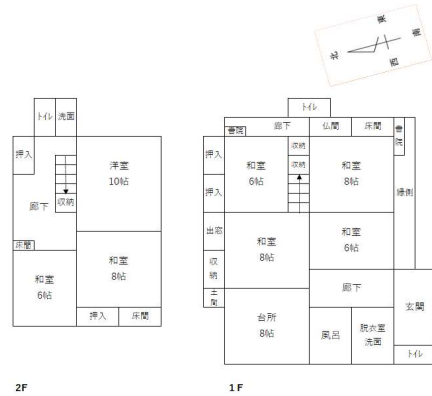 東
南
北
西
トイレ
洗面
押入
洋室
10帖
廊下
収納
床間
和室
6帖
和室
8帖
押入
床間
2F
トイレ
書院
廊下
仏間
床間
書院
押入
和室
6帖
収納
収納
和室
8帖
押入
縁側
出窓
和室
8帖
和室
6帖
収納
土間
廊下
玄関
台所
8帖
風呂
脱衣室
洗面
トイレ
1F